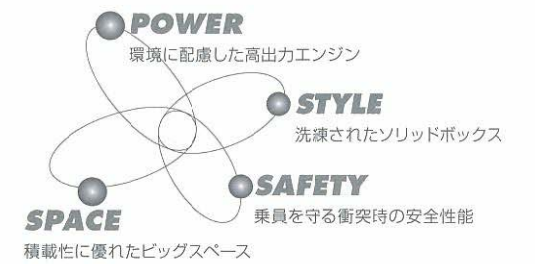 POWER
環境に配慮した高出力エンジン
STYLE
洗練されたソリッドボックス
SAFETY
乗員を守る衝突時の安全性能
SPACE
積載性に優れたビッグスペース